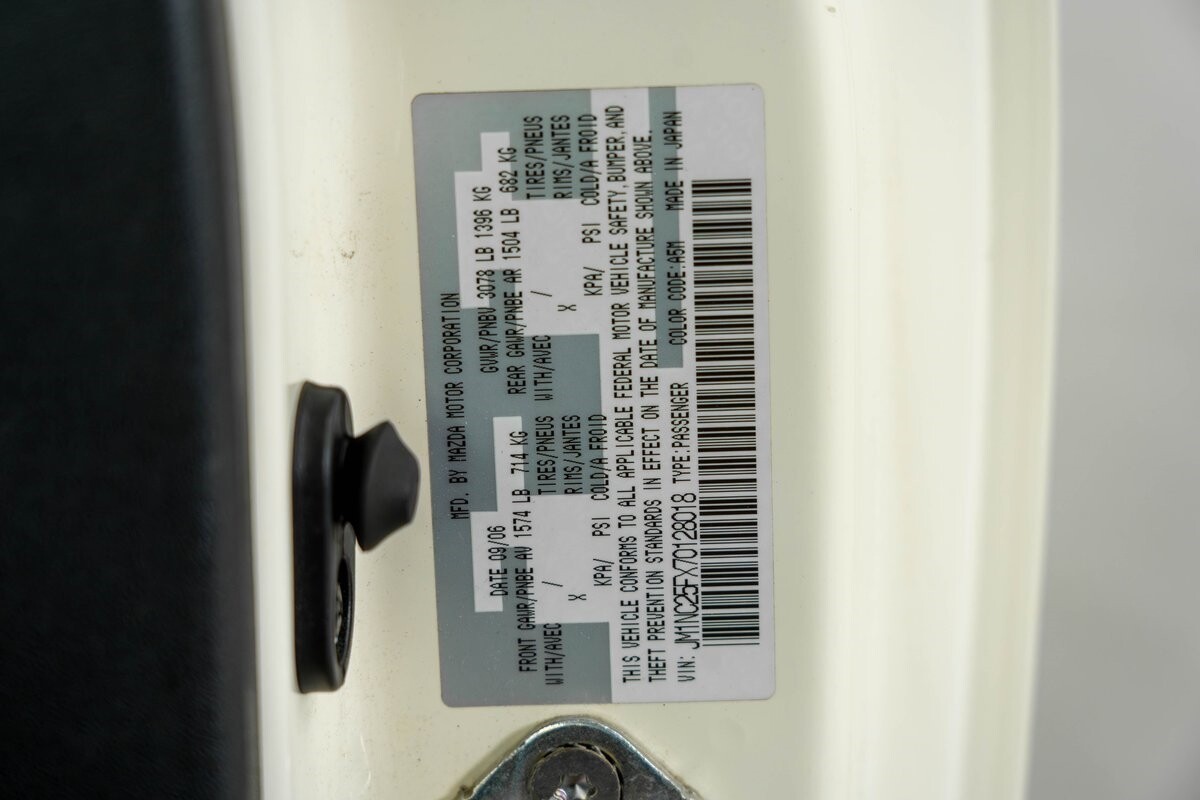 MFD. BY MAZDA MOTOR CORPORATION
DATE 09/06 GVWR/PNBV 3078 LB 1396 KG
FRONT GAWR/PNBE AV 1574 LB 714 KG REAR GAWR/PNBE AR 1504 LB 682 KG
WITH/AVEC / TIRES/PNEUS WITH/AVEC / TIRES/PNEUS
X RIMS/JANTES X RIMS/JANTES
KPA/ PSI COLD/A FROID KPA/ PSI COLD/A FROID
THIS VEHICLE CONFORMS TO ALL APPLICABLE FEDERAL MOTOR VEHICLE SAFETY, BUMPER, AND
THEFT PREVENTION STANDARDS IN EFFECT ON THE DATE OF MANUFACTURE SHOWN ABOVE.
VIN: JM1NC25FX70128018 TYPE: PASSENGER COLOR CODE: A5M MADE IN JAPAN